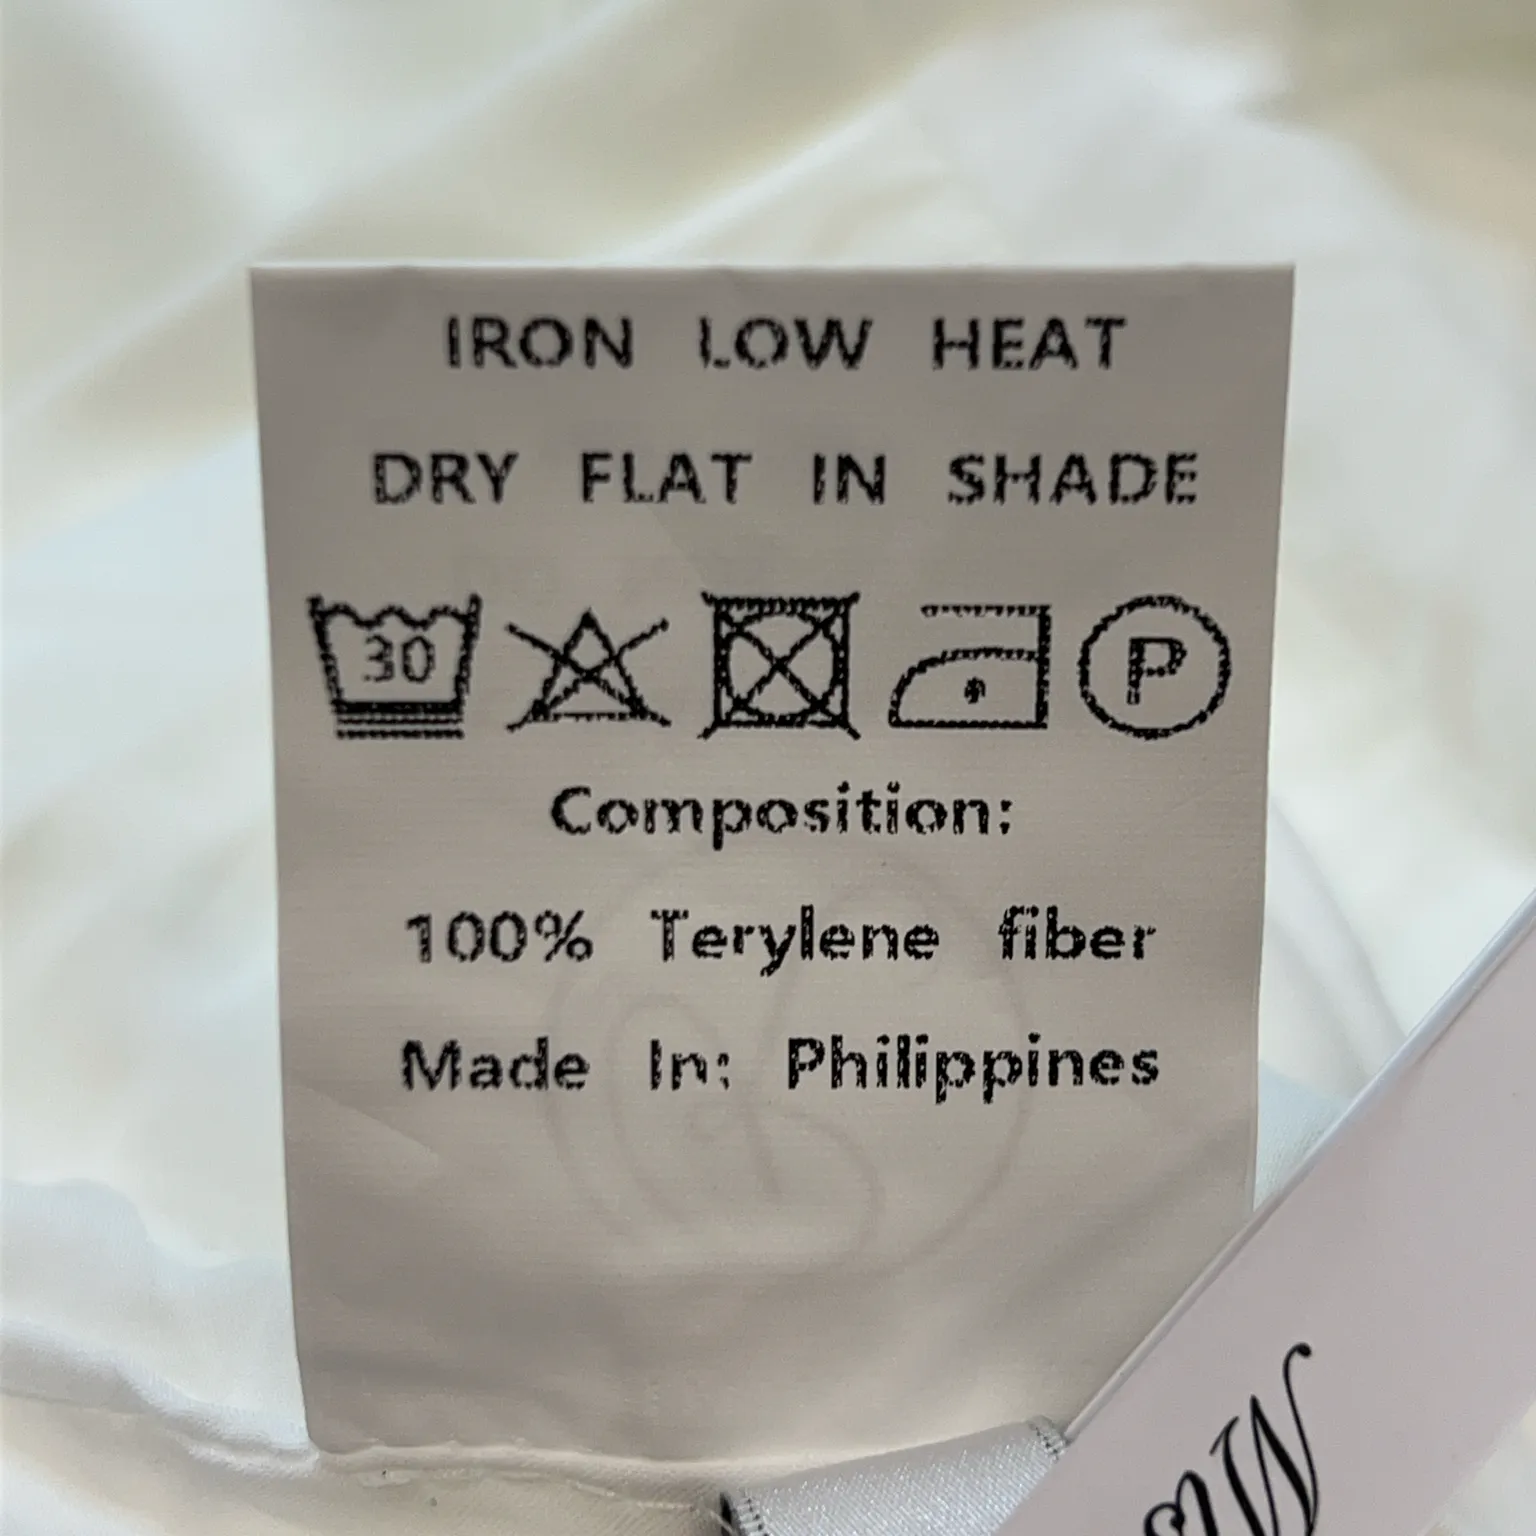 IRON LOW HEAT
DRY FLAT IN SHADE
30
P
Composition:
100% Terylene fiber
Made In: Philippines